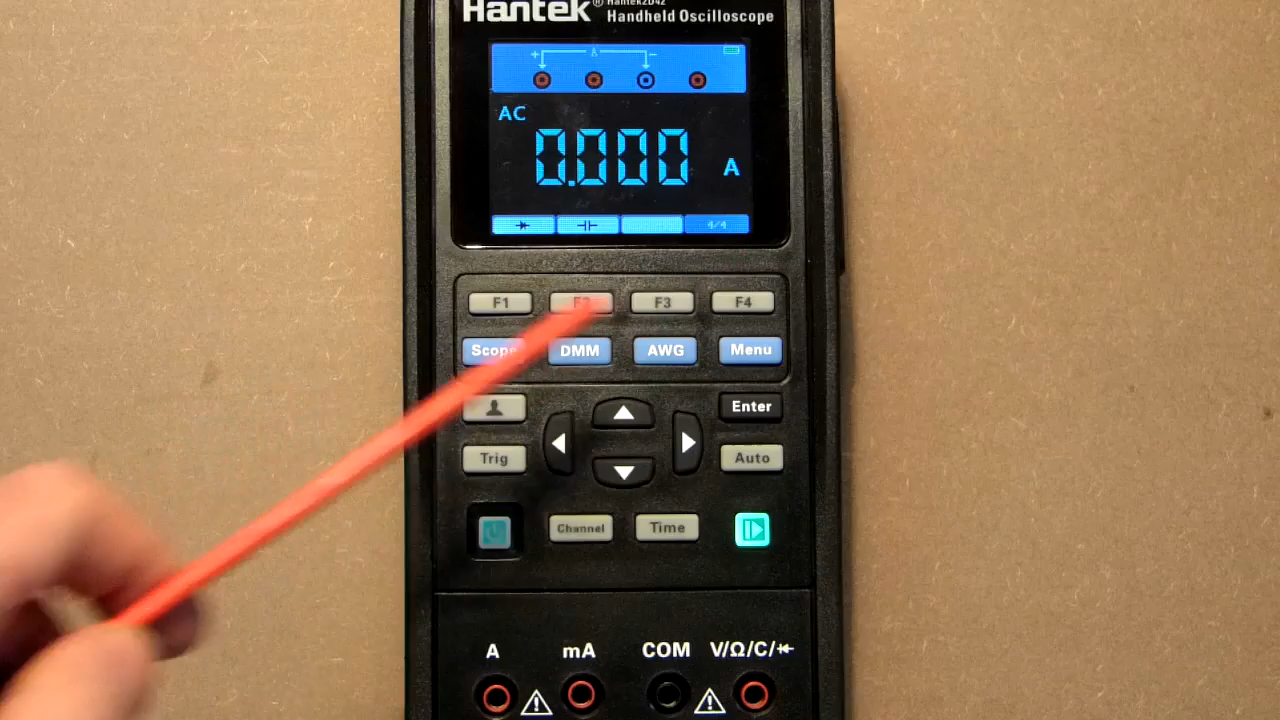 Hantek®
Hantek2D42
Handheld Oscilloscope
+ A −
AC
0.000 A
4/4
F1 F2 F3 F4
Scope DMM AWG Menu
Enter
Trig Auto
Channel Time
A mA COM V/Ω/C/